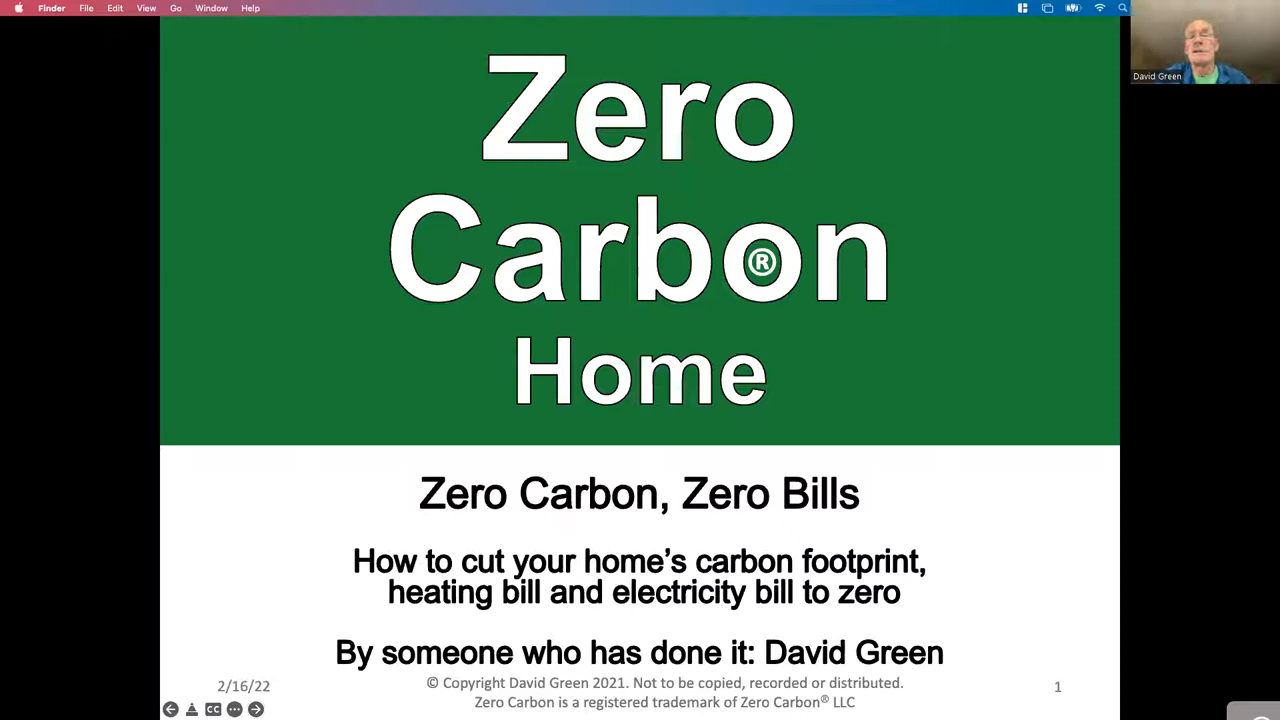 Finder File Edit View Go Window Help
David Green
Zero
Carbon
®
Home
Zero Carbon, Zero Bills
How to cut your home’s carbon footprint,
heating bill and electricity bill to zero
By someone who has done it: David Green
2/16/22
© Copyright David Green 2021. Not to be copied, recorded or distributed.
Zero Carbon is a registered trademark of Zero Carbon® LLC
1
CC